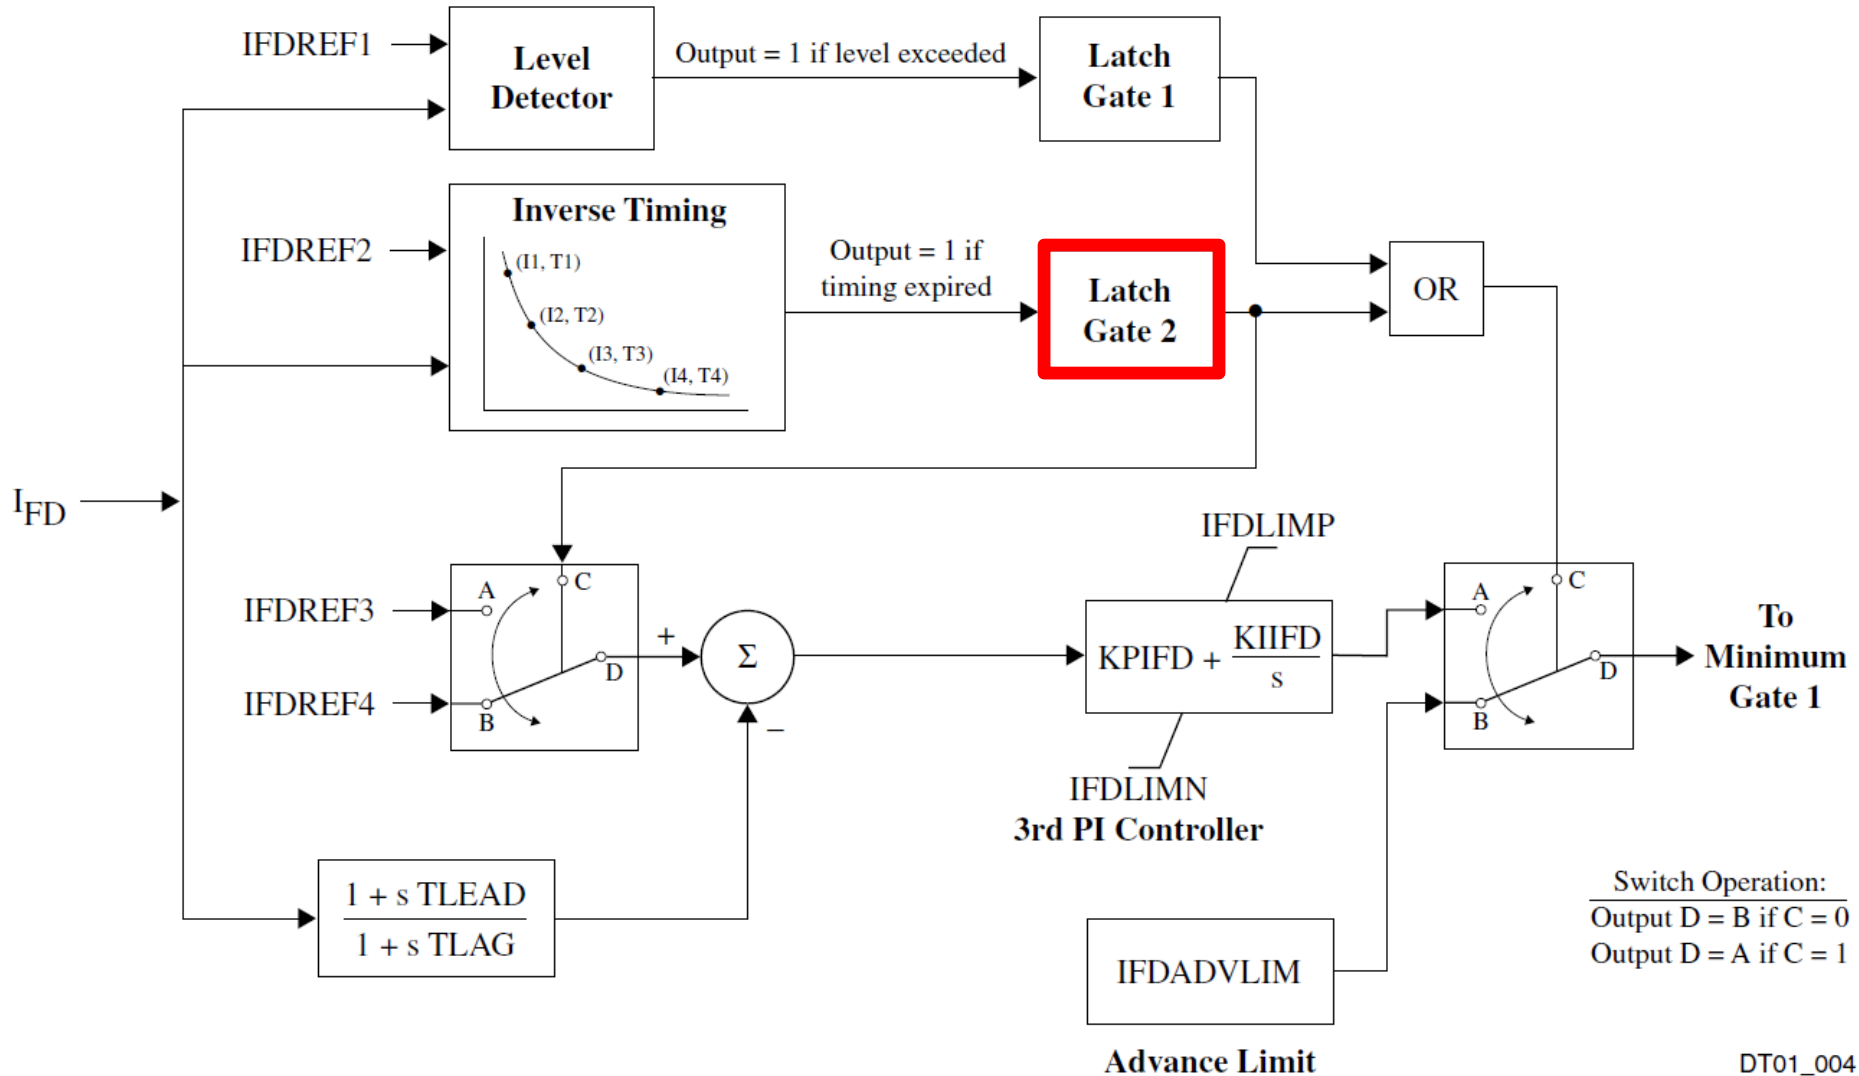 IFDREF1
Level
Detector
Output = 1 if level exceeded
Latch
Gate 1
IFDREF2
Inverse Timing
(I1, T1)
(I2, T2)
(I3, T3)
(I4, T4)
Output = 1 if
timing expired
Latch
Gate 2
OR
I_FD
IFDREF3
IFDREF4
A
B
C
D
+
Σ
−
IFDLIMP
KPIFD + KIIFD
s
IFDLIMN
3rd PI Controller
A
B
C
D
To
Minimum
Gate 1
1 + s TLEAD
1 + s TLAG
IFDADVLIM
Advance Limit
Switch Operation:
Output D = B if C = 0
Output D = A if C = 1
DT01_004